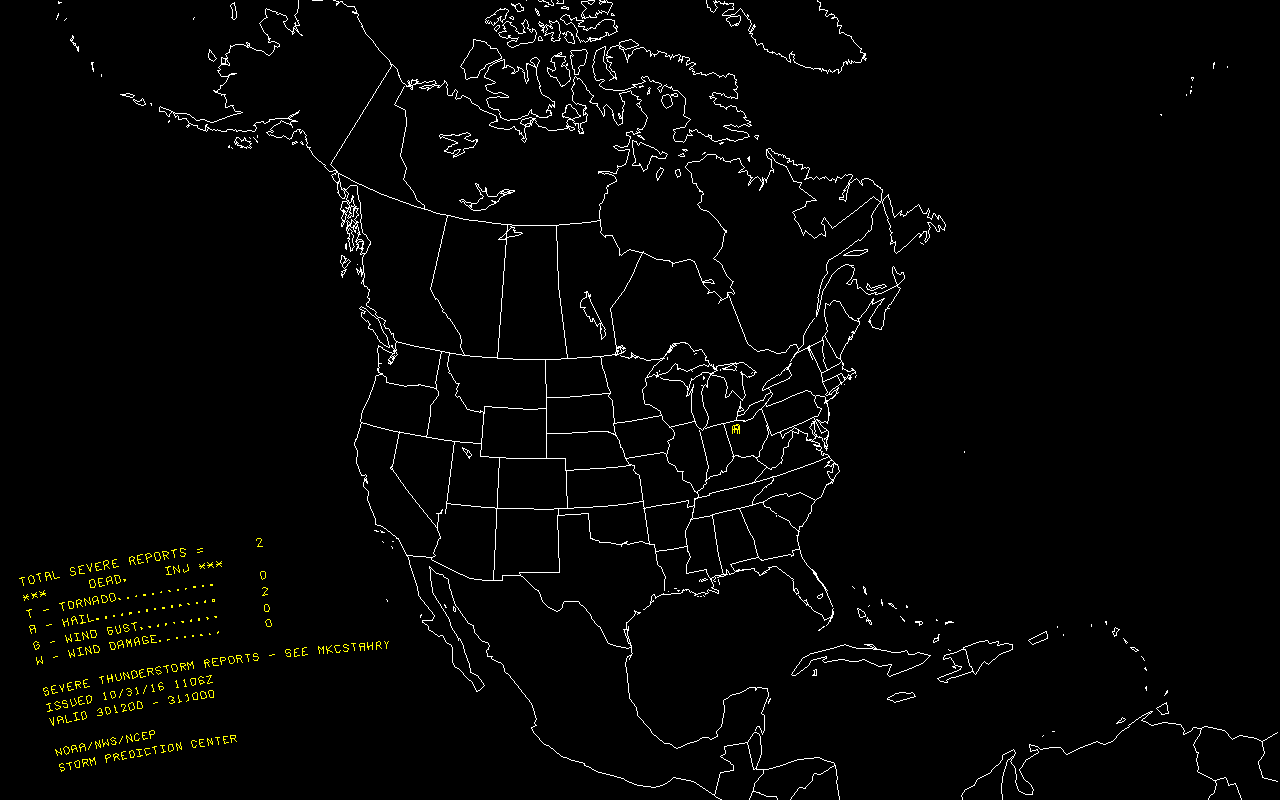 TOTAL SEVERE REPORTS = 2
*** DEAD, INJ ***
T - TORNADO............ 0
A - HAIL............... 2
G - WIND GUST.......... 0
W - WIND DAMAGE........ 0
SEVERE THUNDERSTORM REPORTS - SEE MKCSTAHRY
ISSUED 10/31/16 1106Z
VALID 301200 - 311000
NOAA/NWS/NCEP
STORM PREDICTION CENTER